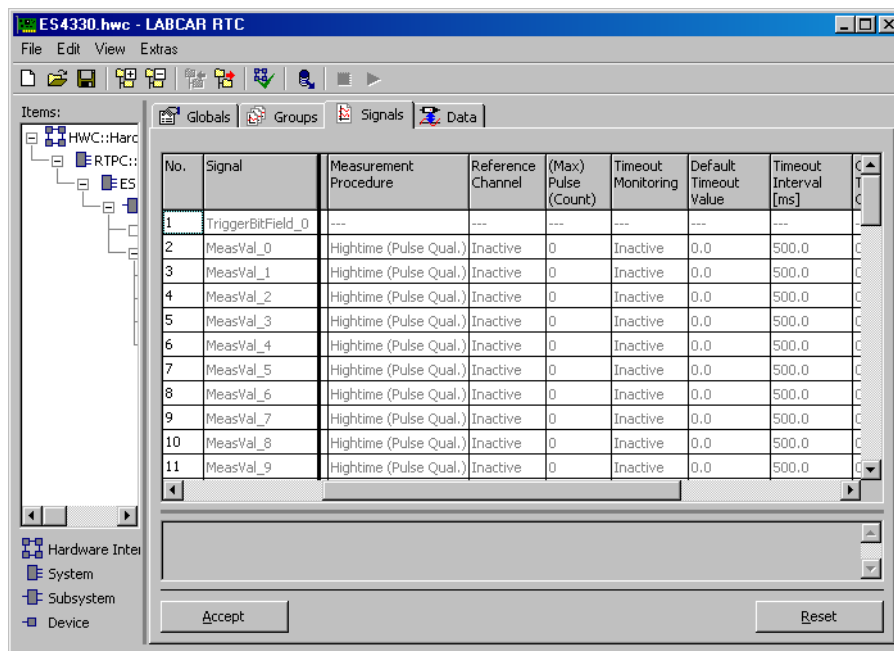 ES4330.hwc - LABCAR RTC
File Edit View Extras
Items:
HWC::Hard
RTPC::
ES
Globals Groups Signals Data
No. Signal Measurement Procedure Reference Channel (Max) Pulse (Count) Timeout Monitoring Default Timeout Value Timeout Interval [ms]
1 TriggerBitField_0 --- --- --- --- --- ---
2 MeasVal_0 Hightime (Pulse Qual.) Inactive 0 Inactive 0.0 500.0
3 MeasVal_1 Hightime (Pulse Qual.) Inactive 0 Inactive 0.0 500.0
4 MeasVal_2 Hightime (Pulse Qual.) Inactive 0 Inactive 0.0 500.0
5 MeasVal_3 Hightime (Pulse Qual.) Inactive 0 Inactive 0.0 500.0
6 MeasVal_4 Hightime (Pulse Qual.) Inactive 0 Inactive 0.0 500.0
7 MeasVal_5 Hightime (Pulse Qual.) Inactive 0 Inactive 0.0 500.0
8 MeasVal_6 Hightime (Pulse Qual.) Inactive 0 Inactive 0.0 500.0
9 MeasVal_7 Hightime (Pulse Qual.) Inactive 0 Inactive 0.0 500.0
10 MeasVal_8 Hightime (Pulse Qual.) Inactive 0 Inactive 0.0 500.0
11 MeasVal_9 Hightime (Pulse Qual.) Inactive 0 Inactive 0.0 500.0
Hardware Inter
System
Subsystem
Device
Accept Reset